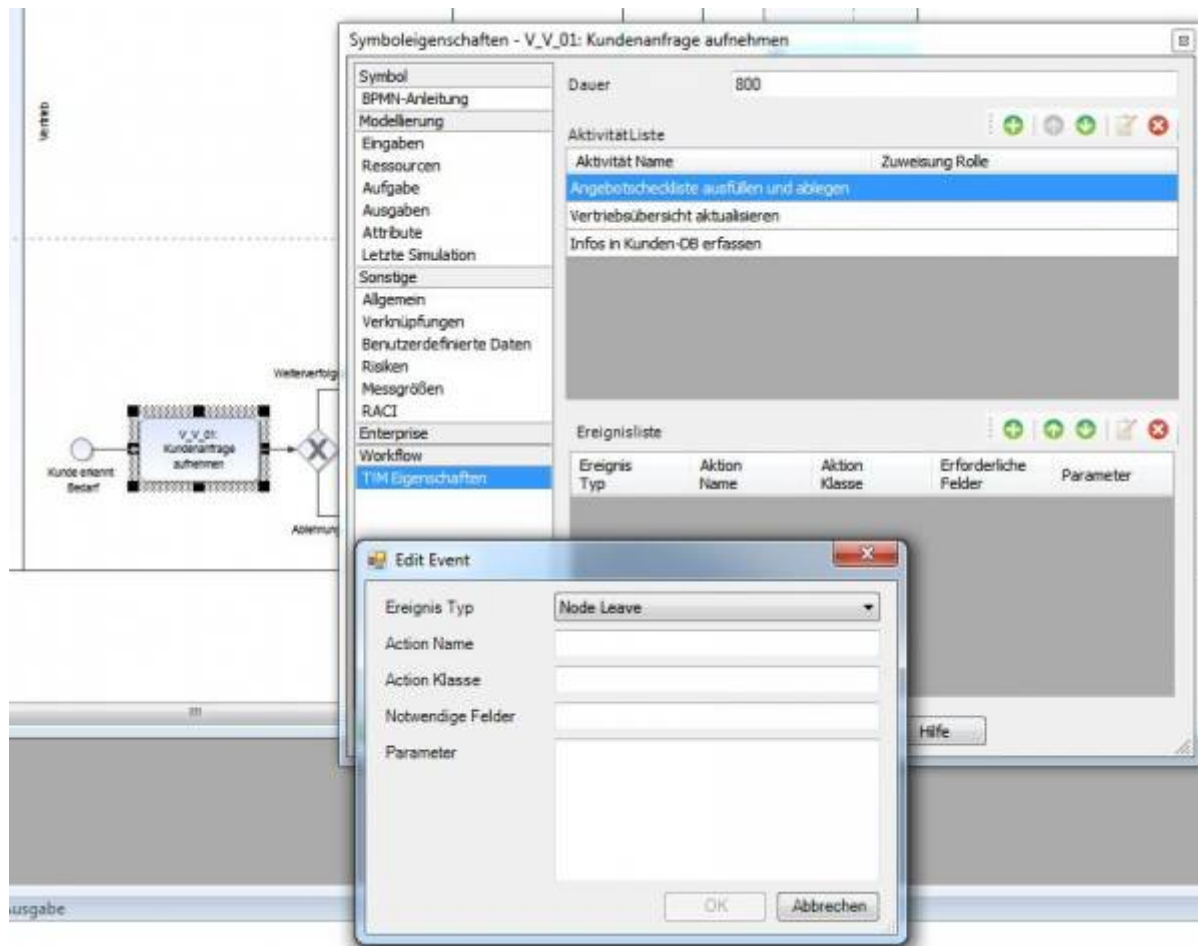 Symboleigenschaften - V_V_01: Kundenanfrage aufnehmen
Vertrieb
Symbol
BPMN-Anleitung
Modellierung
Eingaben
Ressourcen
Aufgabe
Ausgaben
Attribute
Letzte Simulation
Sonstige
Allgemein
Verknüpfungen
Benutzerdefinierte Daten
Risiken
Messgrößen
RACI
Enterprise
Workflow
TIM Eigenschaften
Dauer 800
Aktivität Liste
Aktivität Name Zuweisung Rolle
Angebotscheckliste ausfüllen und ablegen
Vertriebsübersicht aktualisieren
Infos in Kunden-DB erfassen
Ereignisliste
Ereignis Typ
Aktion Name
Aktion Klasse
Erforderliche Felder
Parameter
Hilfe
Kunde erkennt
Bedarf
V_V_01:
Kundenanfrage
aufnehmen
Weiterverfolg
Ablehnun
Edit Event
Ereignis Typ Node Leave
Action Name
Action Klasse
Notwendige Felder
Parameter
OK Abbrechen
usgabe